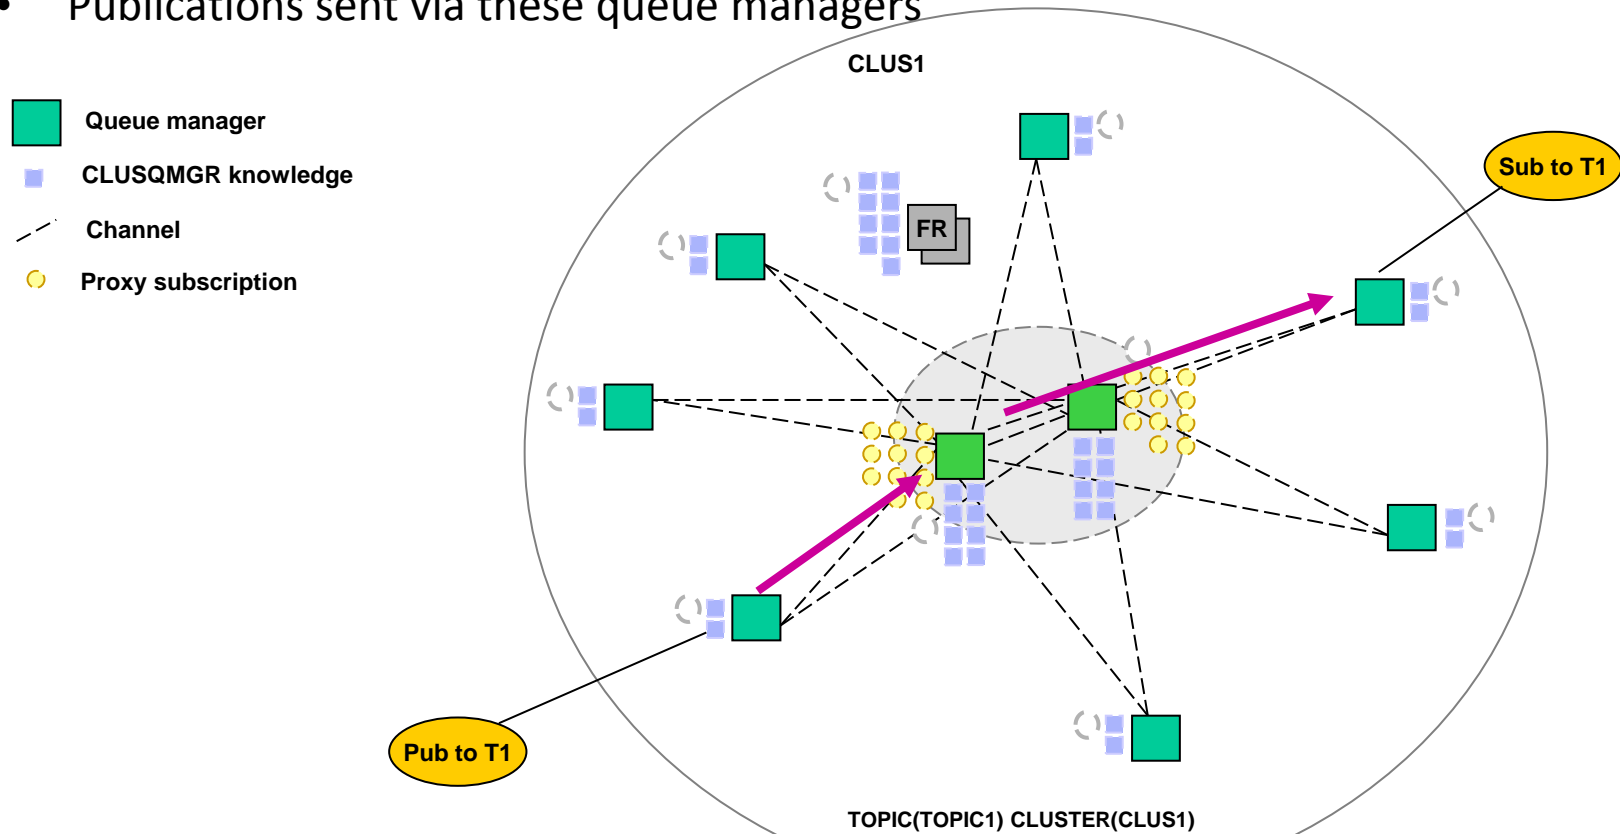 • Publications sent via these queue managers
CLUS1
Queue manager
CLUSQMGR knowledge
Channel
Proxy subscription
FR
Sub to T1
Pub to T1
TOPIC(TOPIC1) CLUSTER(CLUS1)